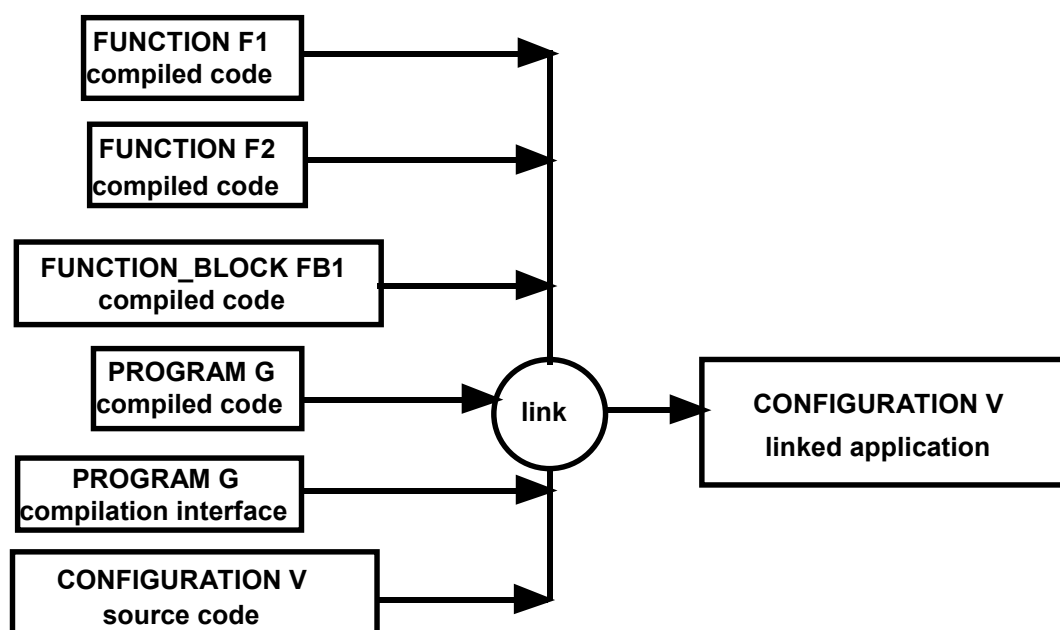 FUNCTION F1
compiled code
FUNCTION F2
compiled code
FUNCTION_BLOCK FB1
compiled code
PROGRAM G
compiled code
link
CONFIGURATION V
linked application
PROGRAM G
compilation interface
CONFIGURATION V
source code